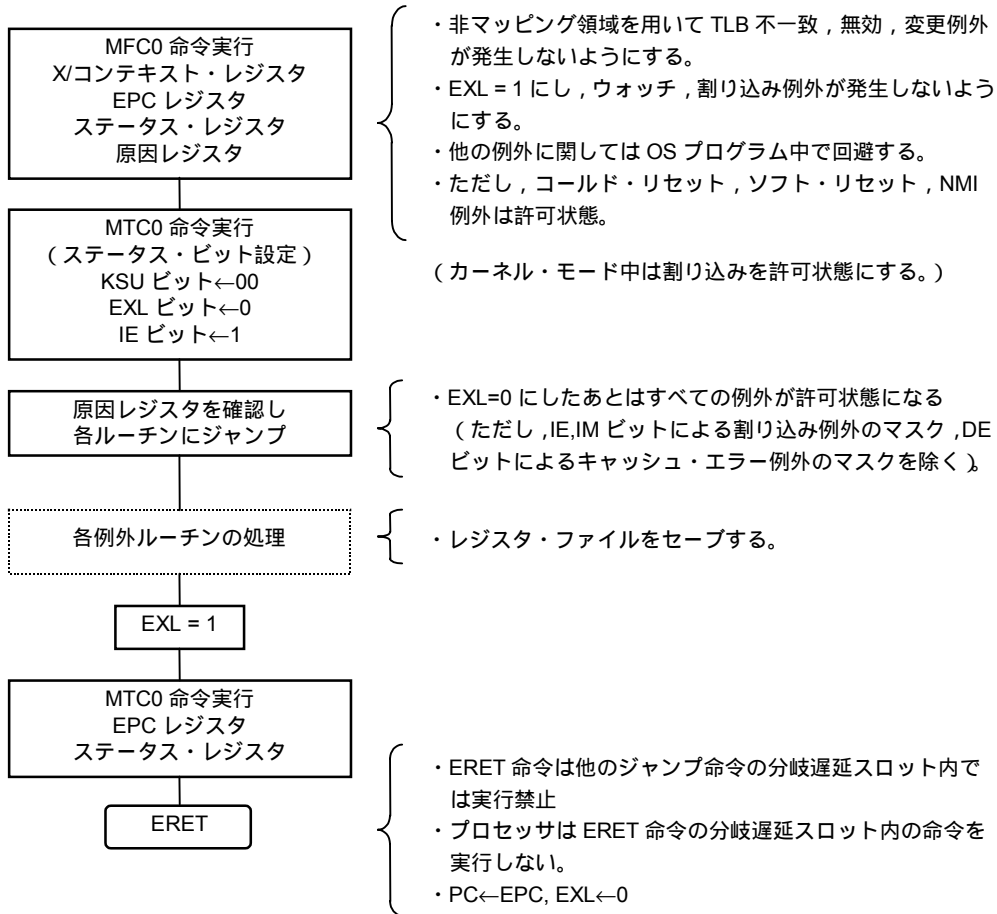 MFC0 命令実行
X/コンテキスト・レジスタ
EPC レジスタ
ステータス・レジスタ
原因レジスタ
・非マッピング領域を用いて TLB 不一致，無効，変更例外
が発生しないようにする。
・EXL = 1 にし，ウォッチ，割り込み例外が発生しないよう
にする。
・他の例外に関しては OS プログラム中で回避する。
・ただし，コールド・リセット，ソフト・リセット，NMI
例外は許可状態。
MTC0 命令実行
（ステータス・ビット設定）
KSU ビット←00
EXL ビット←0
IE ビット←1
（カーネル・モード中は割り込みを許可状態にする。）
原因レジスタを確認し
各ルーチンにジャンプ
・EXL=0 にしたあとはすべての例外が許可状態になる
（ただし，IE,IM ビットによる割り込み例外のマスク，DE
ビットによるキャッシュ・エラー例外のマスクを除く）。
各例外ルーチンの処理
・レジスタ・ファイルをセーブする。
EXL = 1
MTC0 命令実行
EPC レジスタ
ステータス・レジスタ
ERET
・ERET 命令は他のジャンプ命令の分岐遅延スロット内で
は実行禁止
・プロセッサは ERET 命令の分岐遅延スロット内の命令を
実行しない。
・PC←EPC, EXL←0